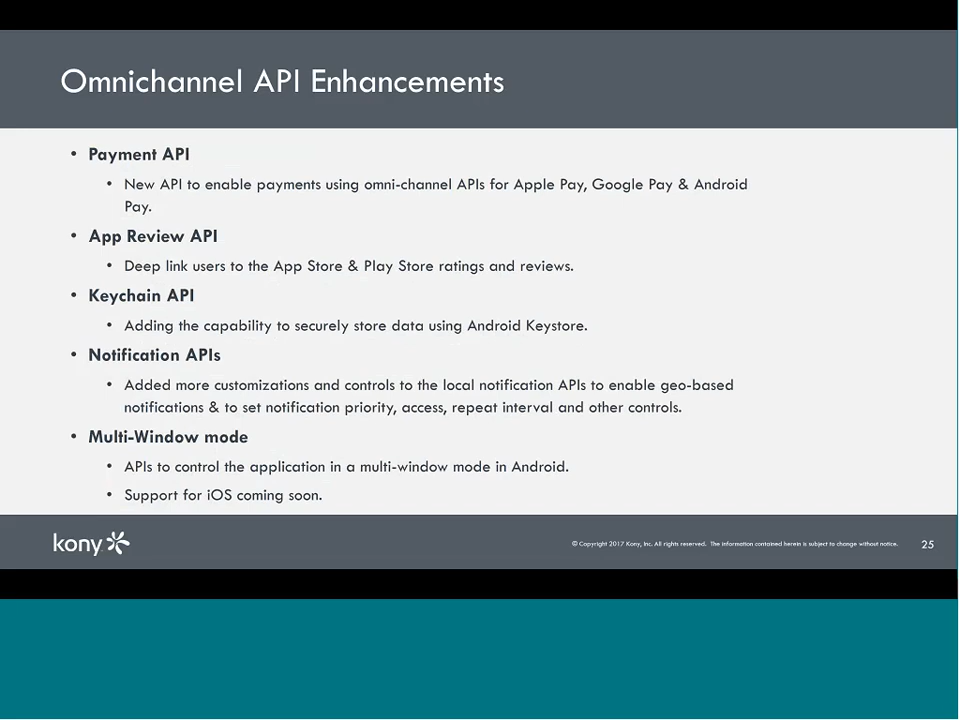 Omnichannel API Enhancements
• Payment API
• New API to enable payments using omni-channel APIs for Apple Pay, Google Pay & Android
Pay.
• App Review API
• Deep link users to the App Store & Play Store ratings and reviews.
• Keychain API
• Adding the capability to securely store data using Android Keystore.
• Notification APIs
• Added more customizations and controls to the local notification APIs to enable geo-based
notifications & to set notification priority, access, repeat interval and other controls.
• Multi-Window mode
• APIs to control the application in a multi-window mode in Android.
• Support for iOS coming soon.
kony
© Copyright 2017 Kony, Inc. All rights reserved. The information contained herein is subject to change without notice.
25